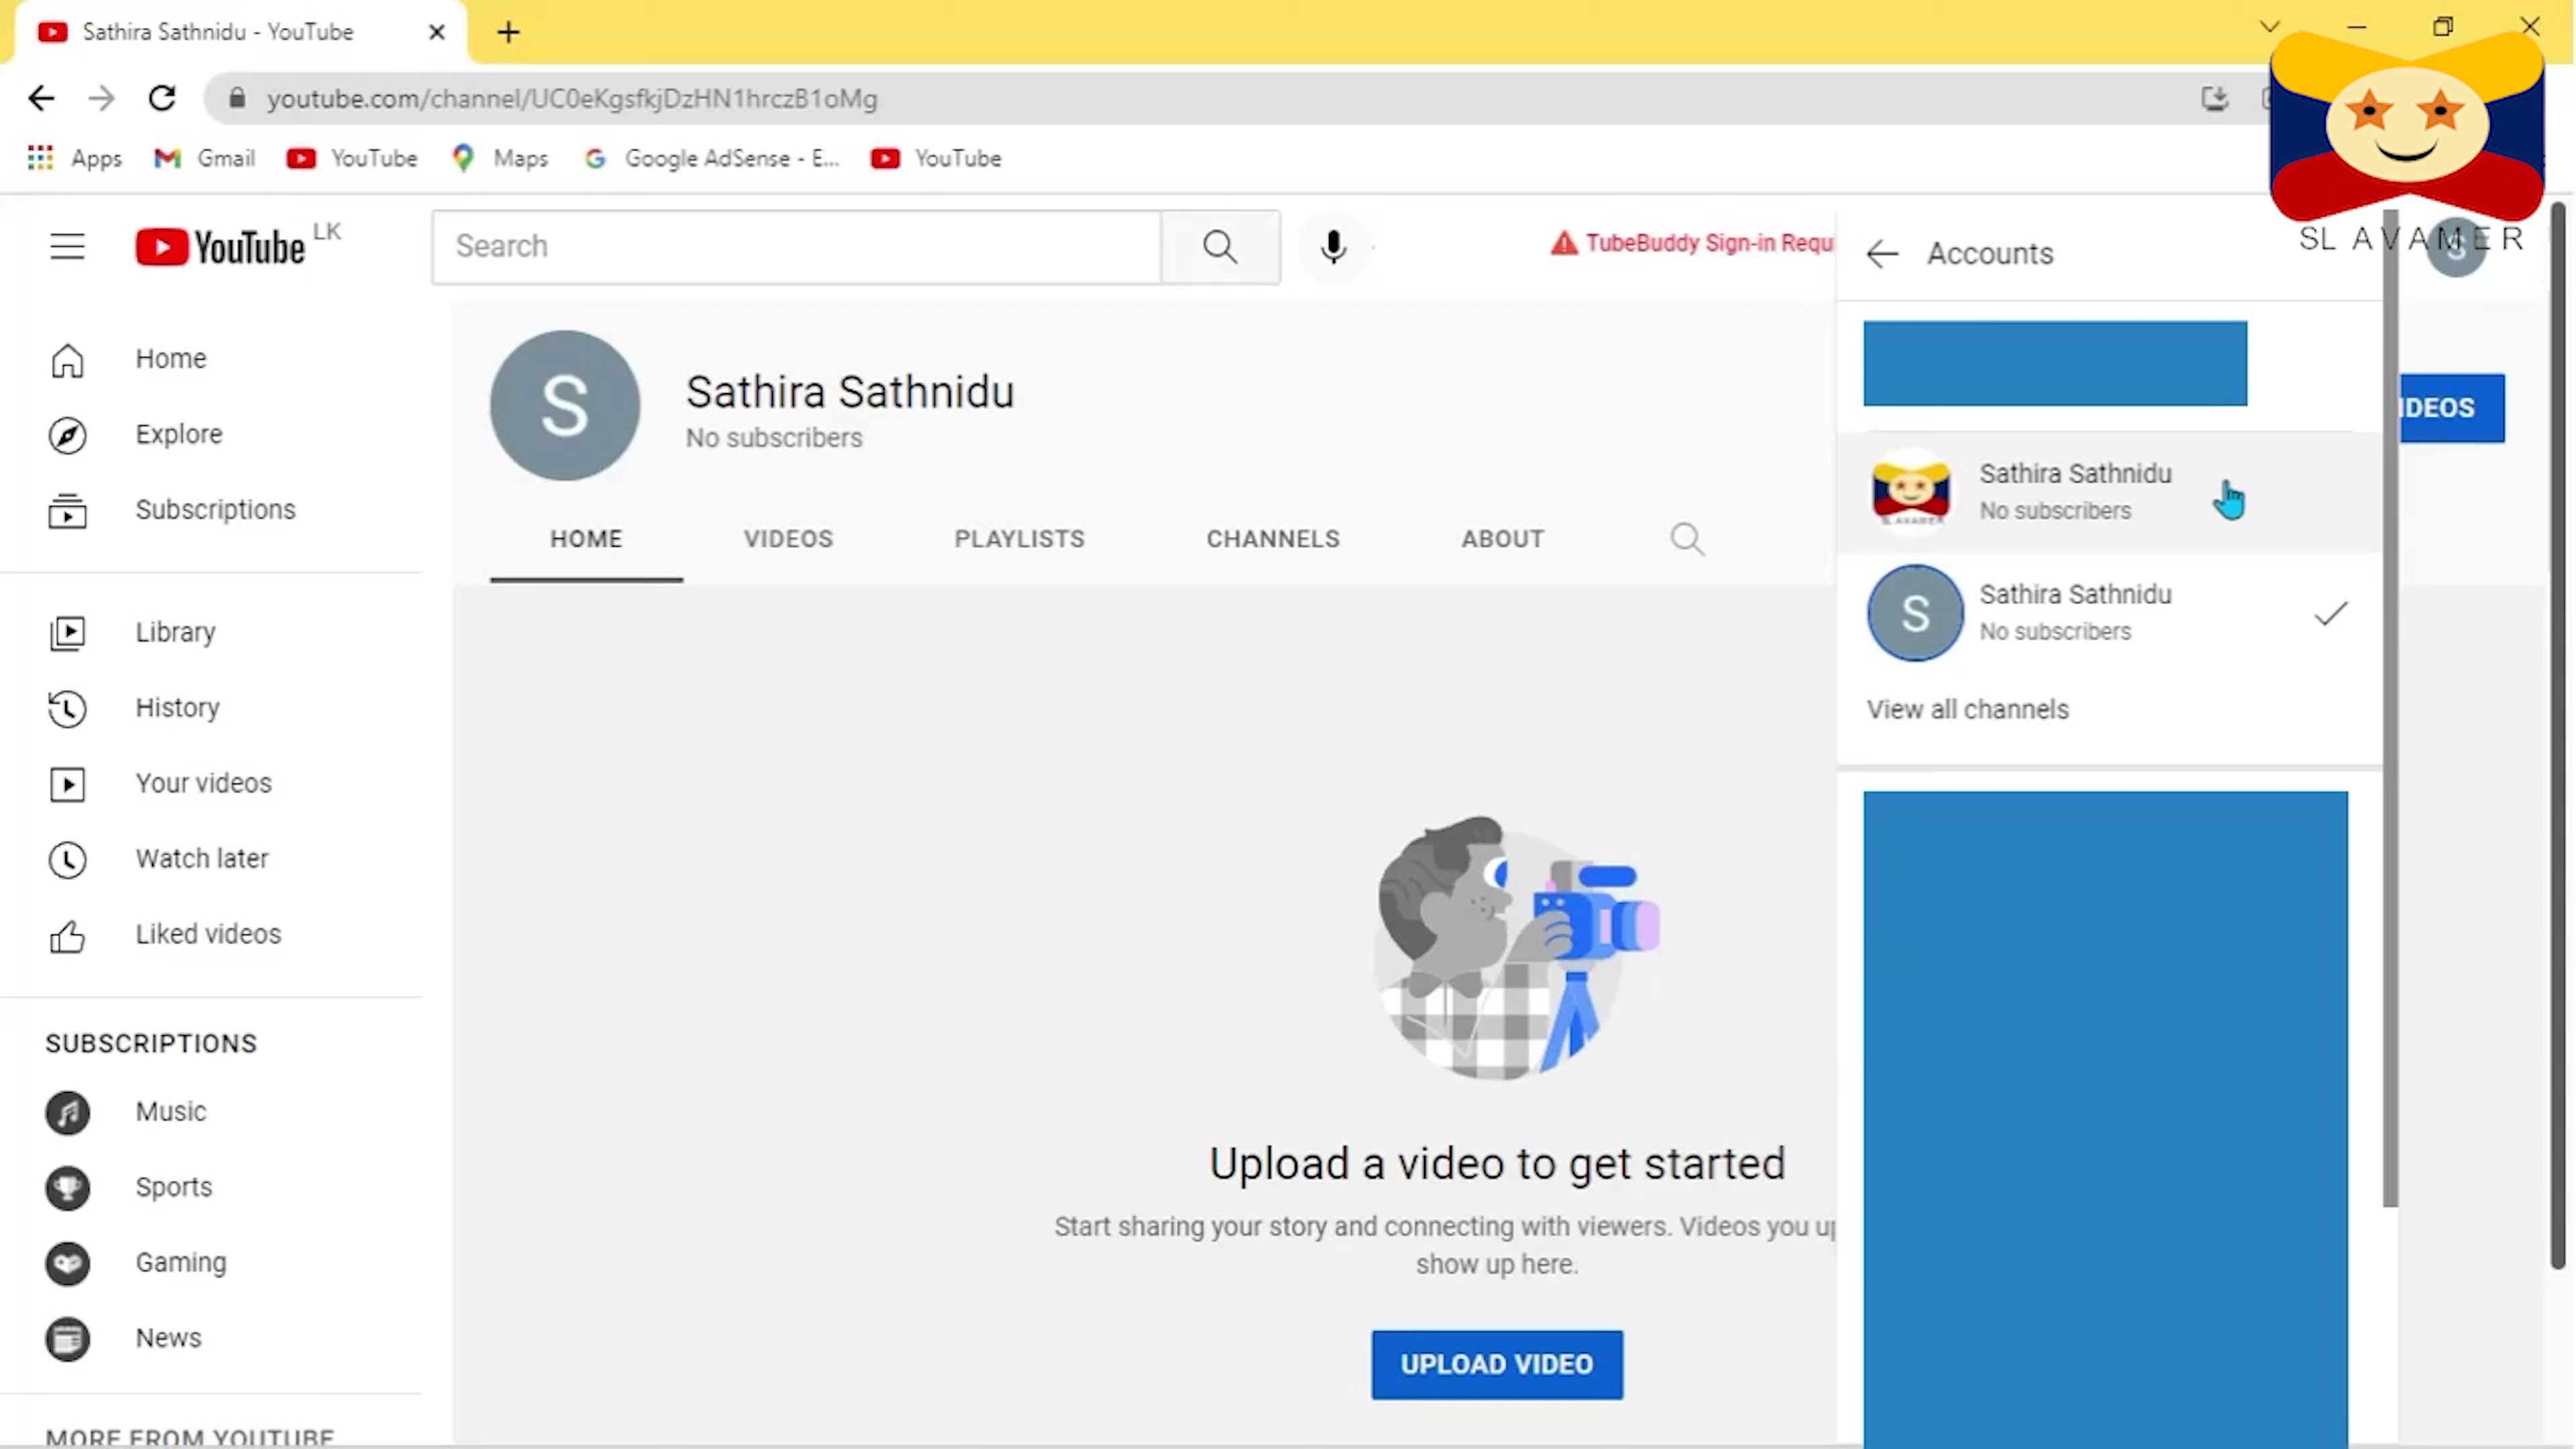 Sathira Sathnidu - YouTube
youtube.com/channel/UC0eKgsfkjDzHN1hrczB1oMg
Apps
Gmail
YouTube
Maps
Google AdSense - E...
YouTube
SLAVAMER
YouTube LK
Search
TubeBuddy Sign-in Requ
Accounts
S
Home
Explore
Subscriptions
Library
History
Your videos
Watch later
Liked videos
SUBSCRIPTIONS
Music
Sports
Gaming
News
MORE FROM YOUTUBE
S
Sathira Sathnidu
No subscribers
HOME
VIDEOS
PLAYLISTS
CHANNELS
ABOUT
Upload a video to get started
Start sharing your story and connecting with viewers. Videos you up
show up here.
UPLOAD VIDEO
IDEOS
Sathira Sathnidu
No subscribers
SLAVAMER
S
Sathira Sathnidu
No subscribers
View all channels